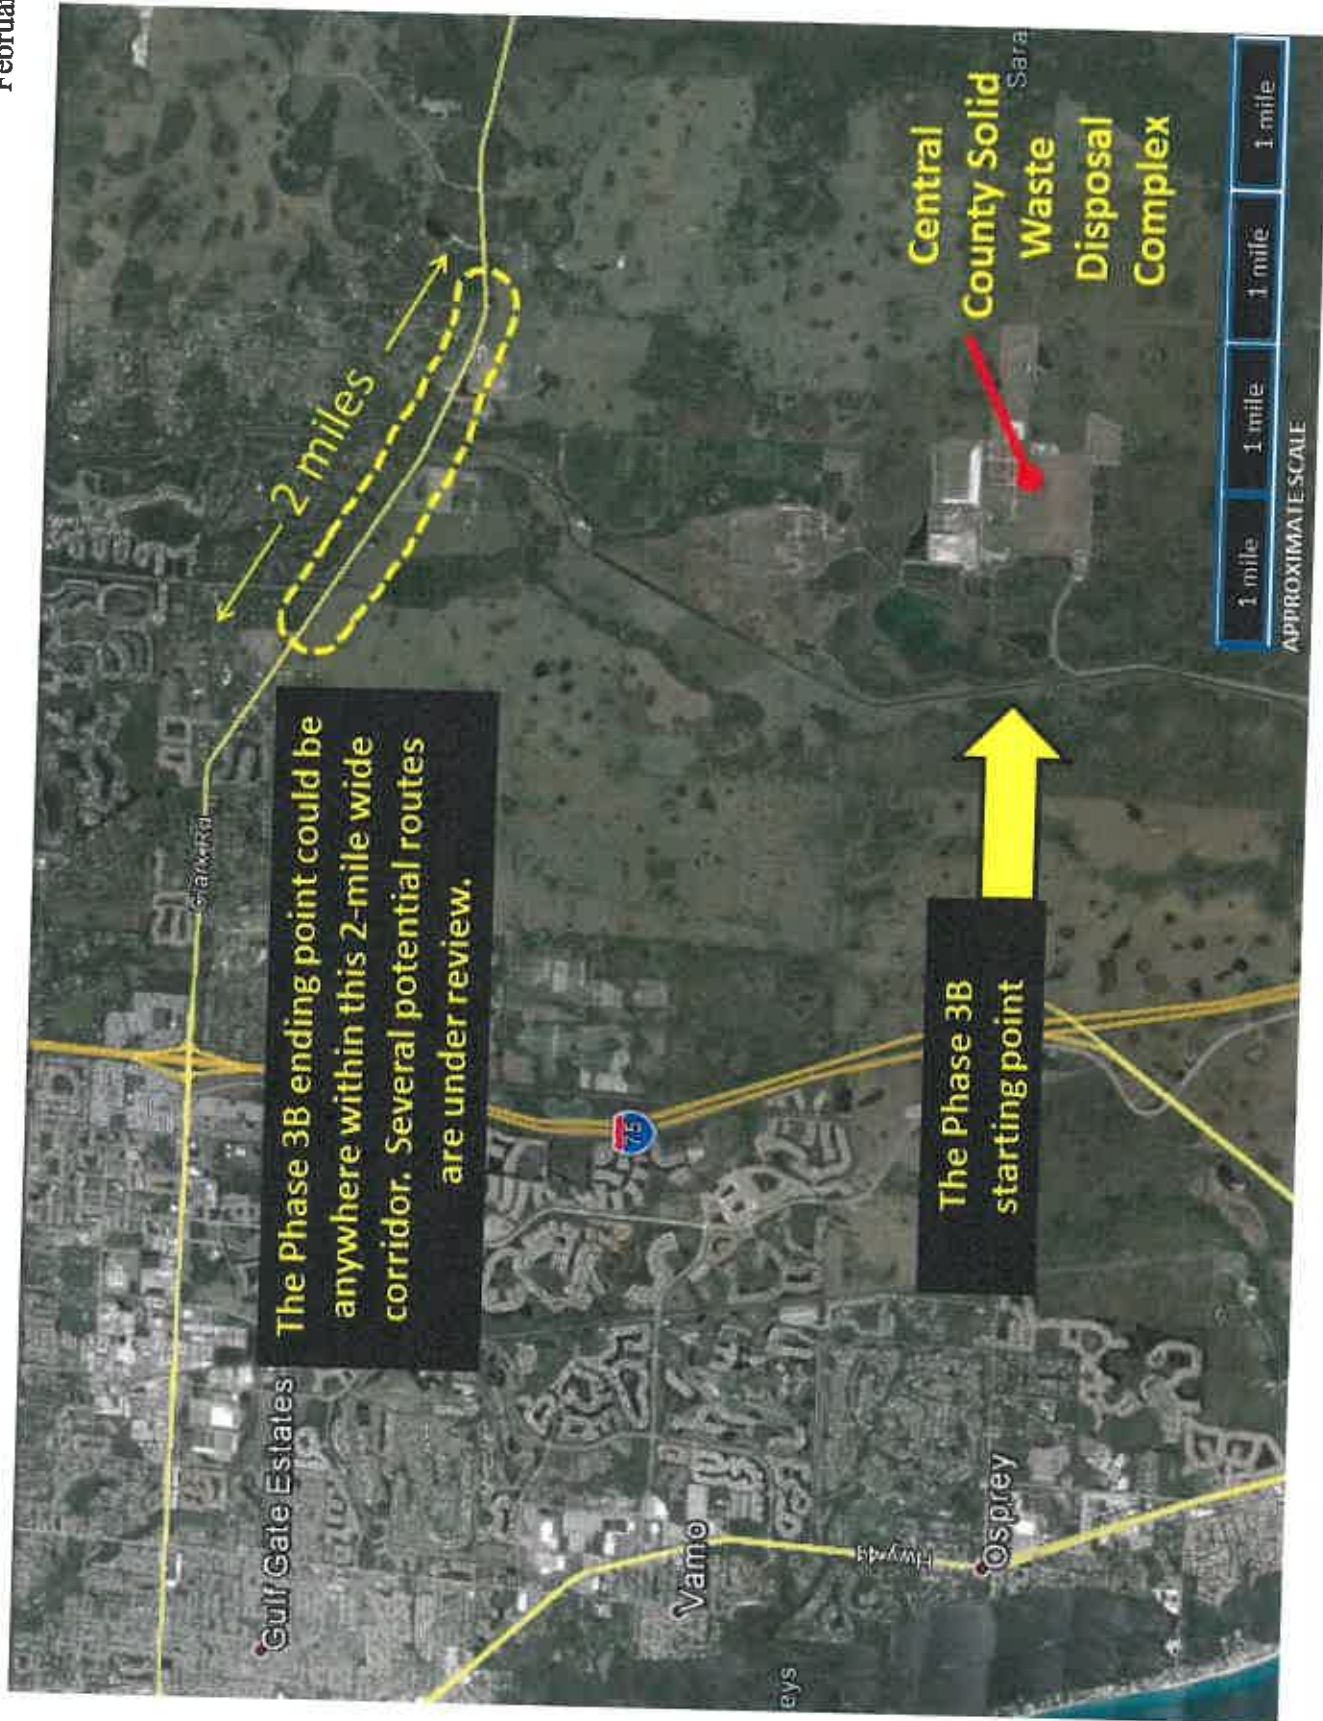 2 miles
Clark Rd
The Phase 3B ending point could be
anywhere within this 2-mile wide
corridor. Several potential routes
are under review.
Gulf Gate Estates
75
Vamo
Central
County Solid
Waste
Disposal
Complex
Sara
The Phase 3B
starting point
Osprey
eys
1 mile 1 mile 1 mile 1 mile
APPROXIMATE SCALE